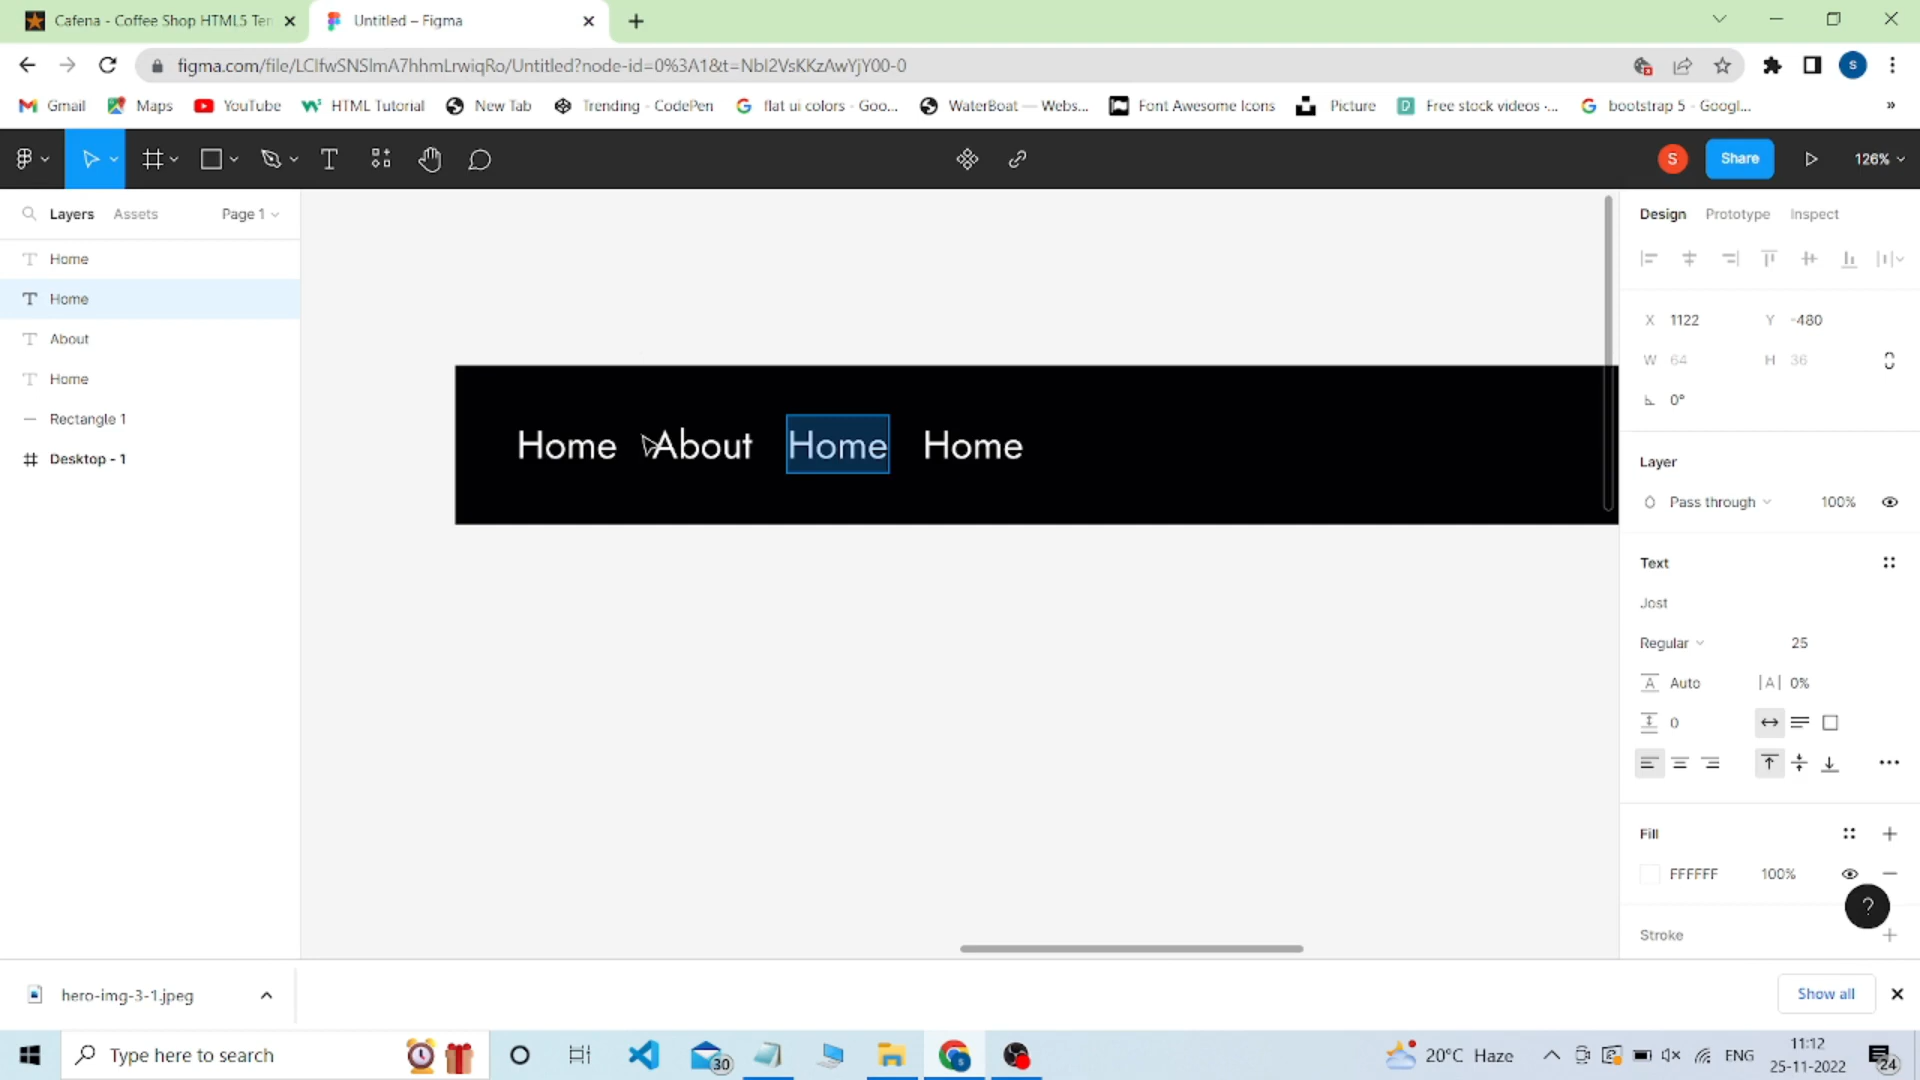 Cafena - Coffee Shop HTML5 Ten
Untitled – Figma
figma.com/file/LClfwSNSlmA7hhmLrwiqRo/Untitled?node-id=0%3A1&t=Nbl2VsKKzAwYjY00-0
S
Gmail
Maps
YouTube
HTML Tutorial
New Tab
Trending - CodePen
flat ui colors - Goo...
WaterBoat — Webs...
Font Awesome Icons
Picture
Free stock videos -...
bootstrap 5 - Googl...
»
S
Share
126%
Layers
Assets
Page 1
Home
Home
About
Home
Rectangle 1
Desktop - 1
Home About Home Home
Design
Prototype
Inspect
X 1122
Y -480
W 64
H 36
0°
Layer
Pass through
100%
Text
Jost
Regular
25
A Auto
|A| 0%
0
Fill
FFFFFF
100%
?
Stroke
hero-img-3-1.jpeg
Show all
Type here to search
30
20°C Haze
ENG
11:12
25-11-2022
24